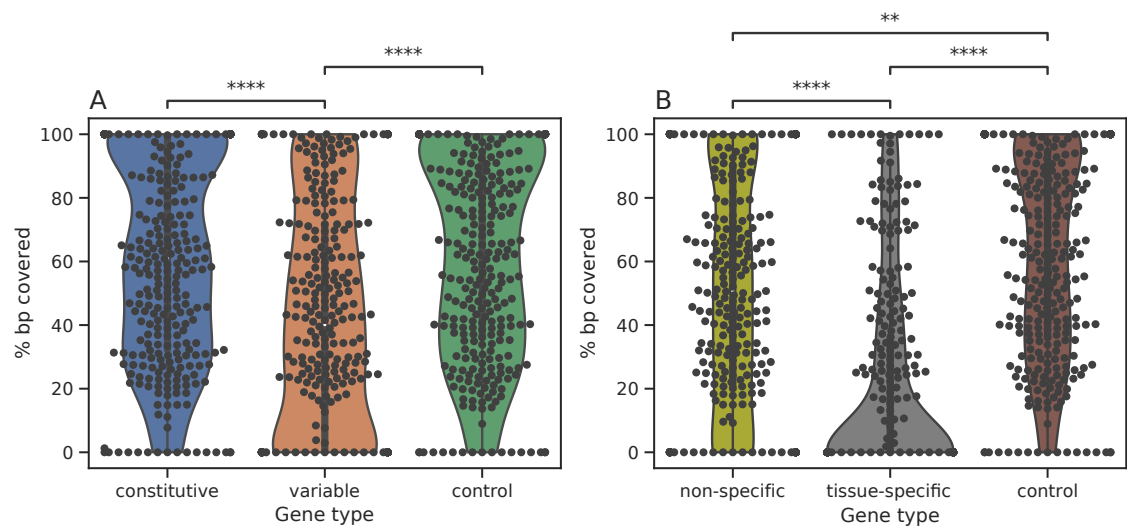 **
****
****
****
****
A
B
100
80
60
40
20
0
% bp covered
constitutive
variable
control
Gene type
100
80
60
40
20
0
% bp covered
non-specific
tissue-specific
control
Gene type